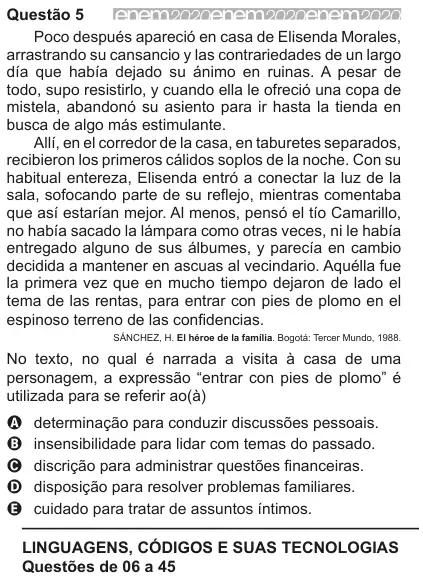 Questão 5 enem2020enem2020enem2020
Poco después apareció en casa de Elisenda Morales,
arrastrando su cansancio y las contrariedades de un largo
día que había dejado su ánimo en ruinas. A pesar de
todo, supo resistirlo, y cuando ella le ofreció una copa de
mistela, abandonó su asiento para ir hasta la tienda en
busca de algo más estimulante.
Allí, en el corredor de la casa, en taburetes separados,
recibieron los primeros cálidos soplos de la noche. Con su
habitual entereza, Elisenda entró a conectar la luz de la
sala, sofocando parte de su reflejo, mientras comentaba
que así estarían mejor. Al menos, pensó el tío Camarillo,
no había sacado la lámpara como otras veces, ni le había
entregado alguno de sus álbumes, y parecía en cambio
decidida a mantener en ascuas al vecindario. Aquélla fue
la primera vez que en mucho tiempo dejaron de lado el
tema de las rentas, para entrar con pies de plomo en el
espinoso terreno de las confidencias.
SÁNCHEZ, H. El héroe de la família. Bogotá: Tercer Mundo, 1988.
No texto, no qual é narrada a visita à casa de uma
personagem, a expressão “entrar con pies de plomo” é
utilizada para se referir ao(à)
A determinação para conduzir discussões pessoais.
B insensibilidade para lidar com temas do passado.
C discrição para administrar questões financeiras.
D disposição para resolver problemas familiares.
E cuidado para tratar de assuntos íntimos.
LINGUAGENS, CÓDIGOS E SUAS TECNOLOGIAS
Questões de 06 a 45